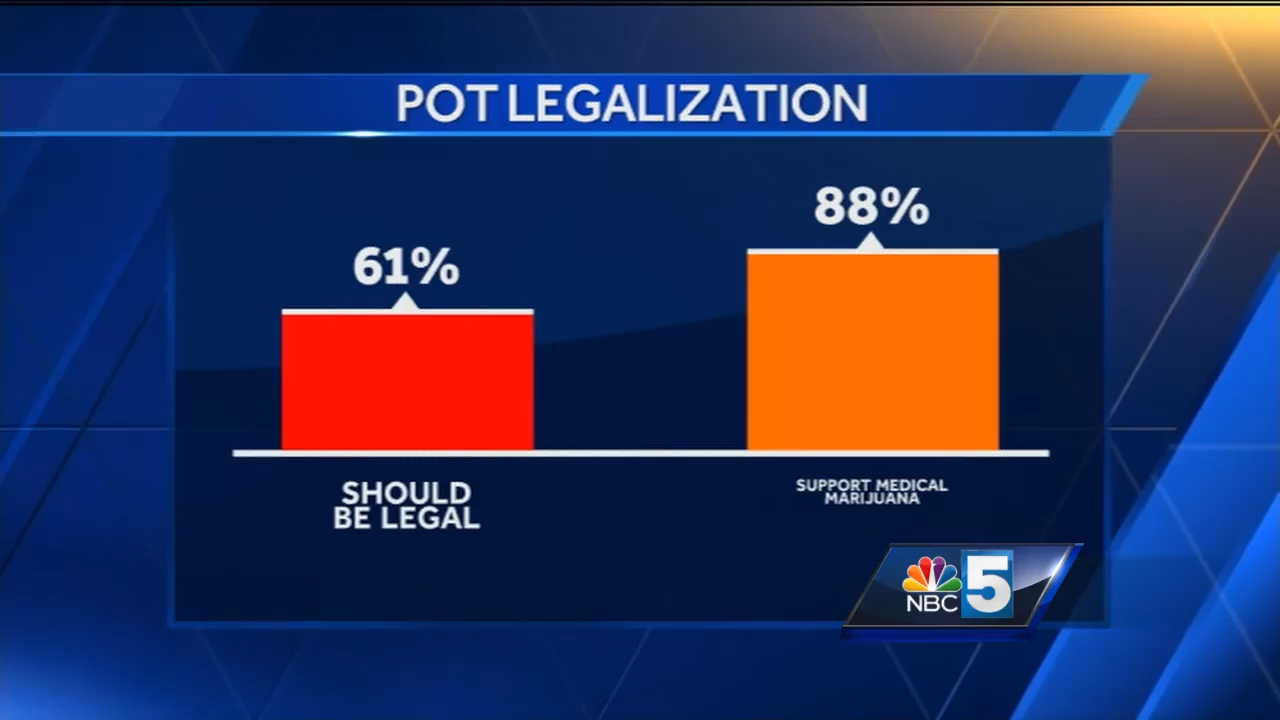 POT LEGALIZATION
61%
88%
SHOULD
BE LEGAL
SUPPORT MEDICAL
MARIJUANA
NBC 5